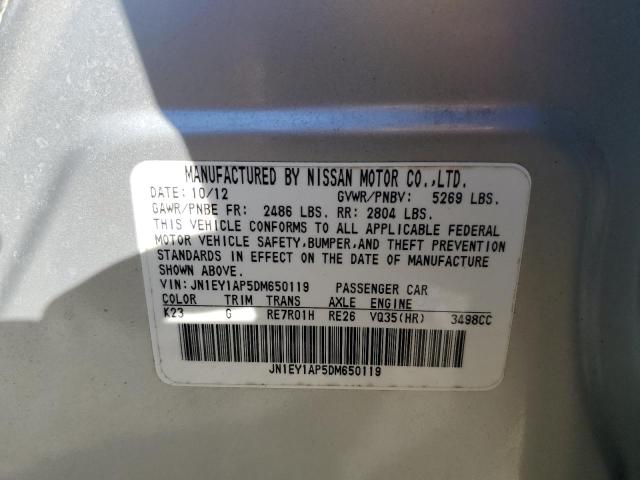 MANUFACTURED BY NISSAN MOTOR CO.,LTD.
DATE: 10/12 GVWR/PNBV: 5269 LBS.
GAWR/PNBE FR: 2486 LBS. RR: 2804 LBS.
THIS VEHICLE CONFORMS TO ALL APPLICABLE FEDERAL
MOTOR VEHICLE SAFETY,BUMPER,AND THEFT PREVENTION
STANDARDS IN EFFECT ON THE DATE OF MANUFACTURE
SHOWN ABOVE.
VIN: JN1EY1AP5DM650119 PASSENGER CAR
COLOR TRIM TRANS AXLE ENGINE
K23 G RE7R01H RE26 VQ35(HR) 3498CC
JN1EY1AP5DM650119